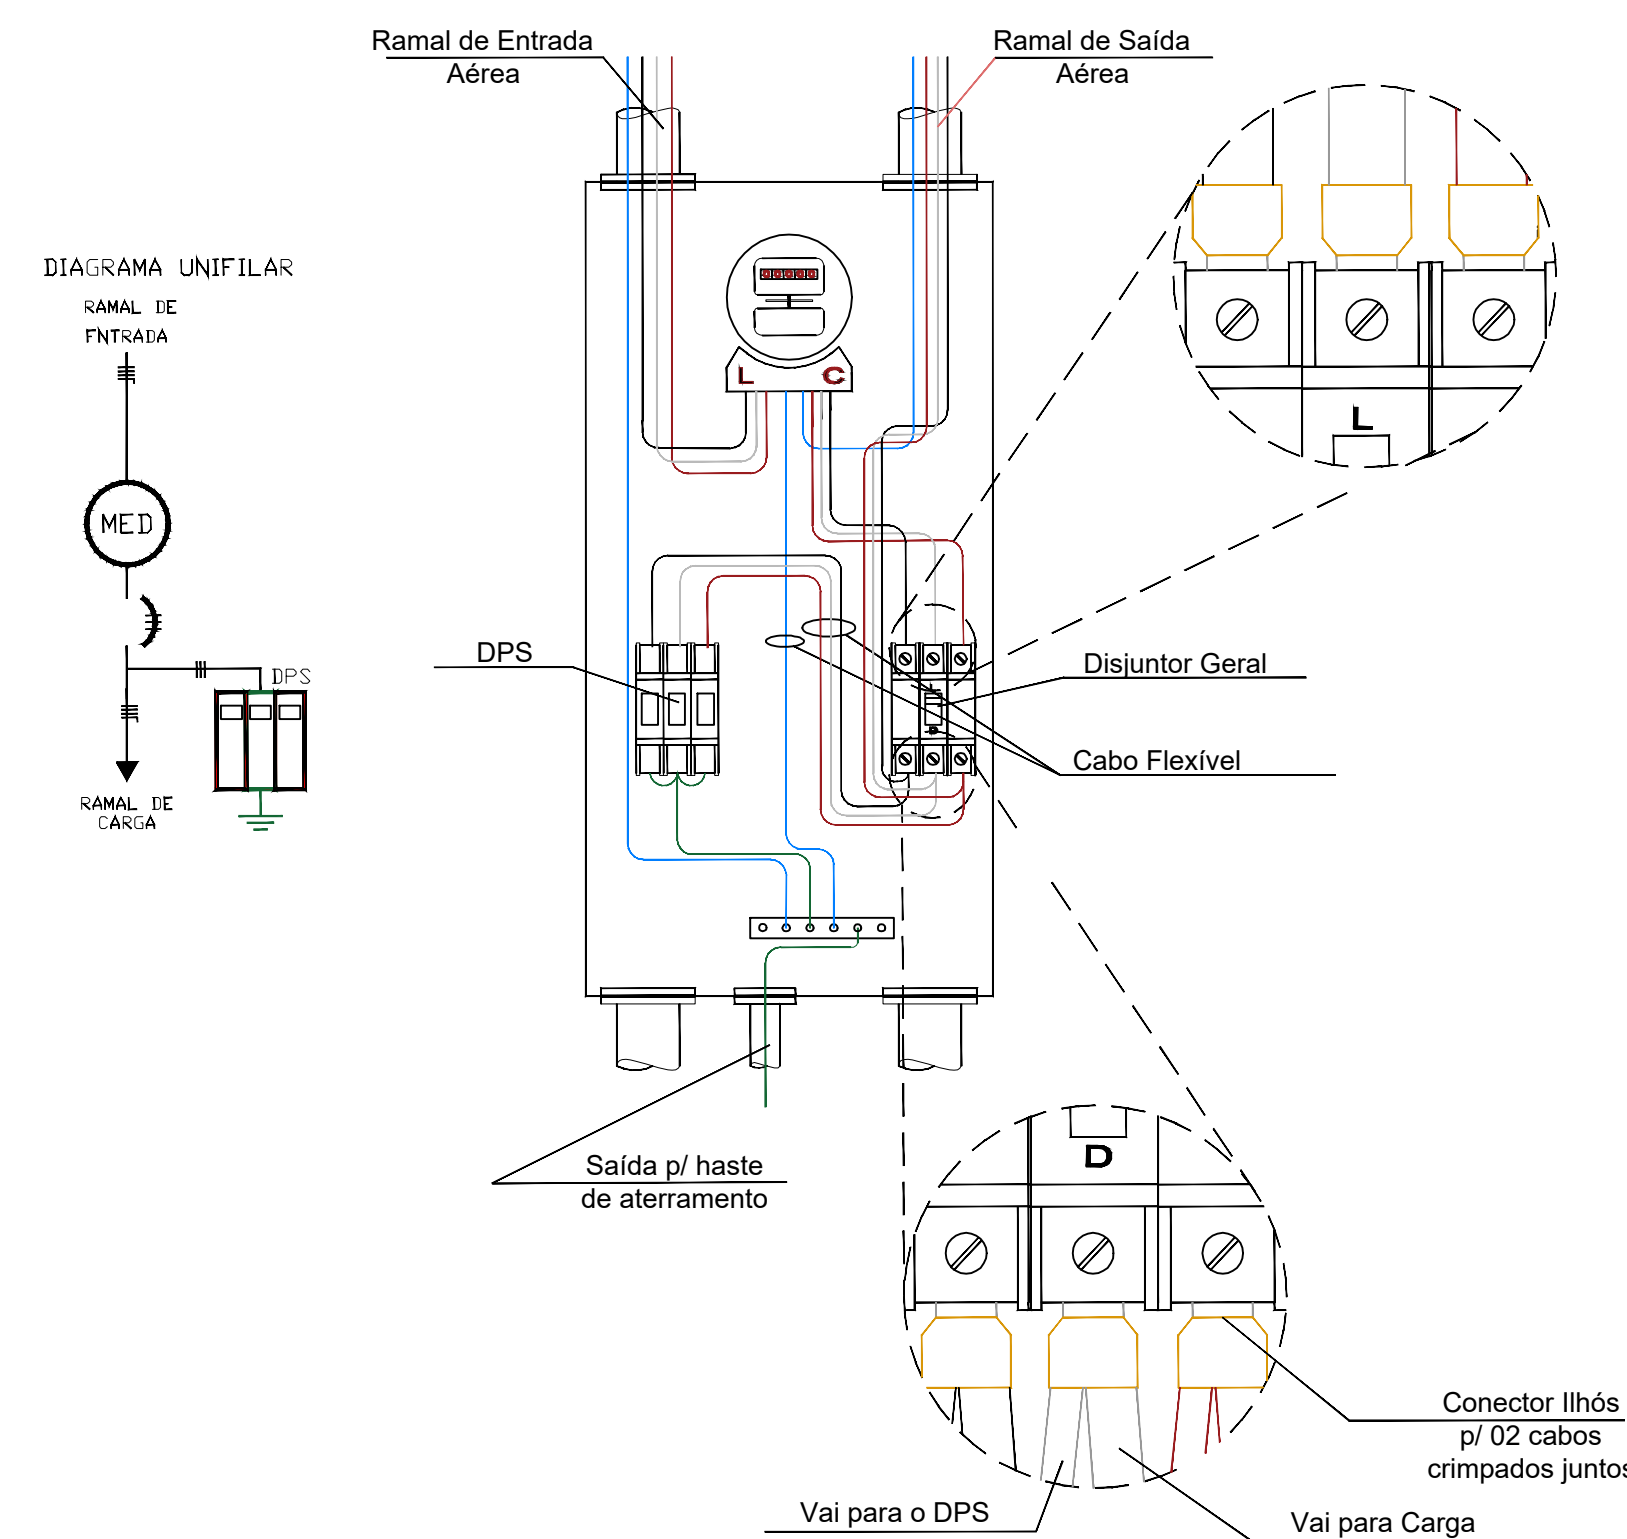 Ramal de Entrada
Aérea
Ramal de Saída
Aérea
DIAGRAMA UNIFILAR
RAMAL DE
FNTRADA
MED
DPS
RAMAL DE
CARGA
L C
L
DPS
Disjuntor Geral
L
D
Cabo Flexível
Saída p/ haste
de aterramento
D
Conector Ilhós
p/ 02 cabos
crimpados juntos
Vai para o DPS
Vai para Carga